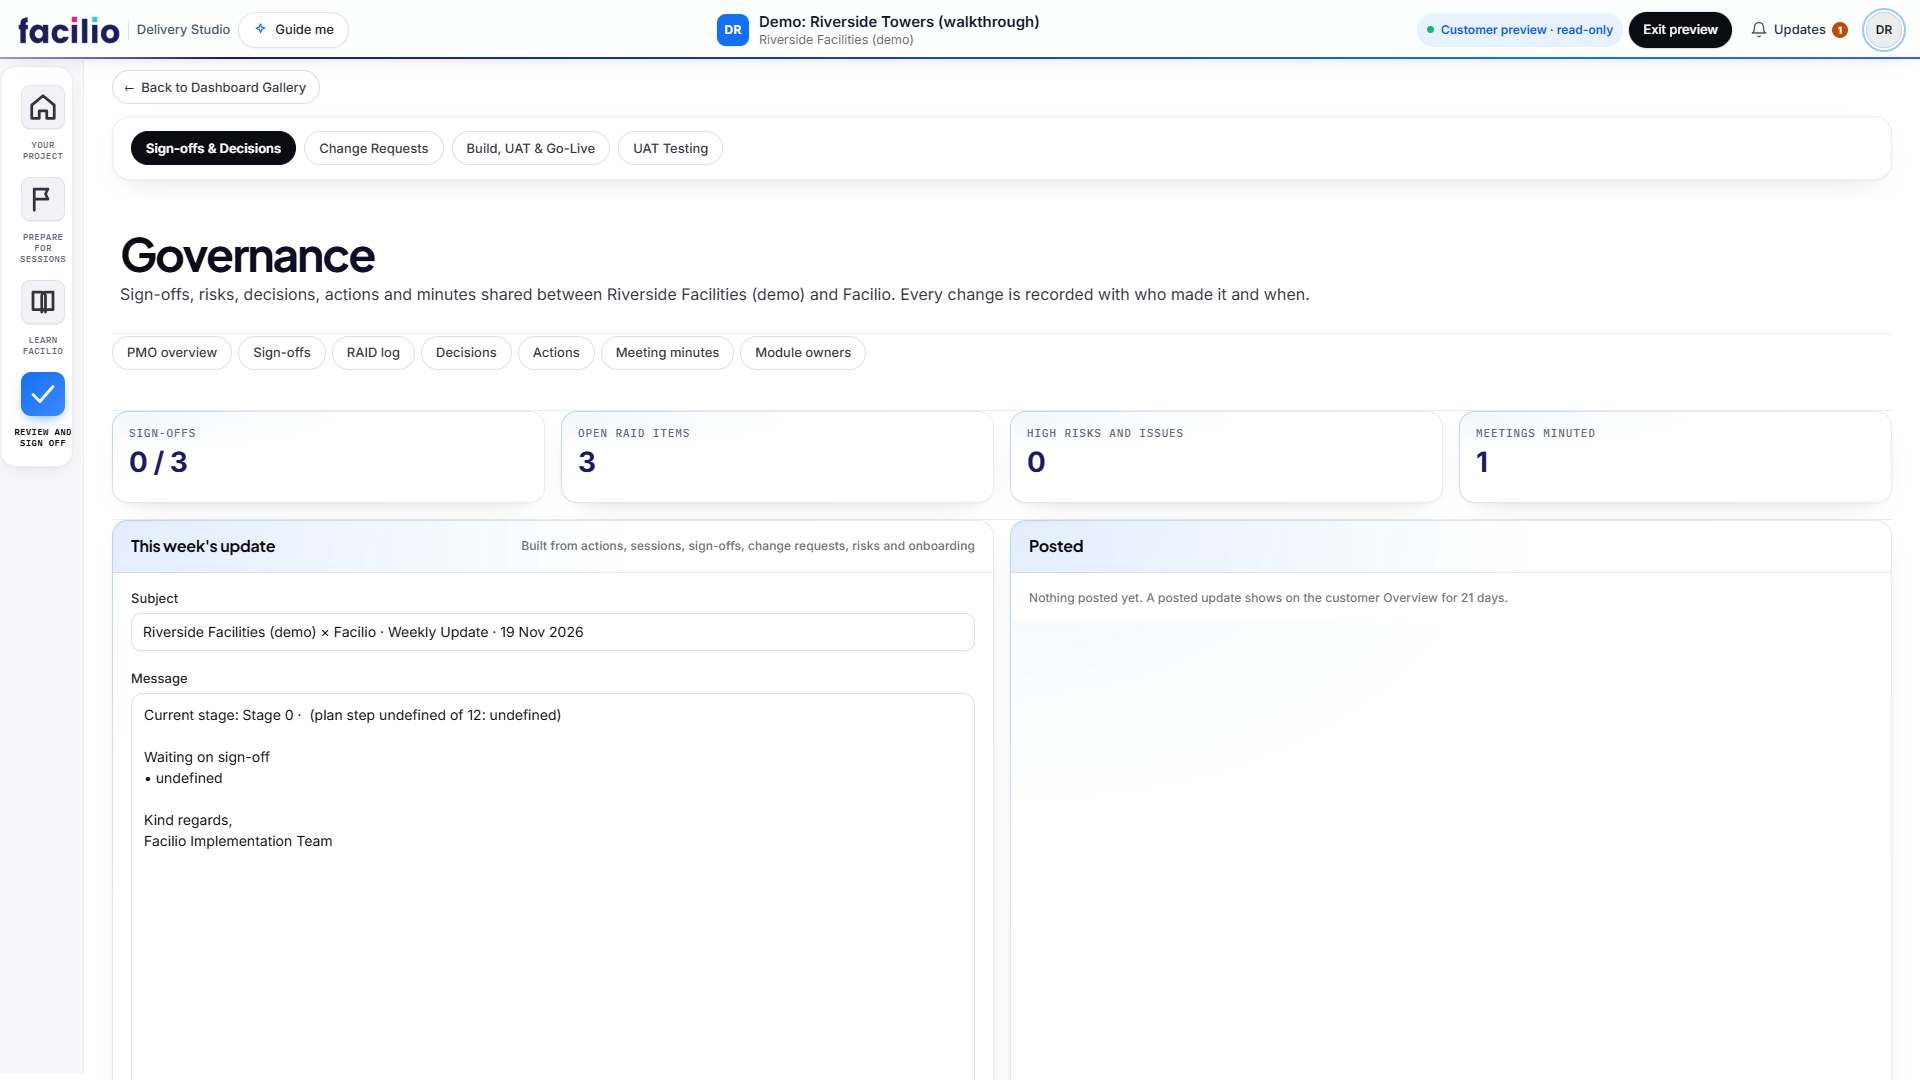 facilio
Delivery Studio
Guide me
DR
Demo: Riverside Towers (walkthrough)
Riverside Facilities (demo)
Customer preview · read-only
Exit preview
Updates 1
DR
← Back to Dashboard Gallery
YOUR
PROJECT
PREPARE
FOR
SESSIONS
LEARN
FACILIO
REVIEW AND
SIGN OFF
Sign-offs & Decisions
Change Requests
Build, UAT & Go-Live
UAT Testing
Governance
Sign-offs, risks, decisions, actions and minutes shared between Riverside Facilities (demo) and Facilio. Every change is recorded with who made it and when.
PMO overview
Sign-offs
RAID log
Decisions
Actions
Meeting minutes
Module owners
SIGN-OFFS
0 / 3
OPEN RAID ITEMS
3
HIGH RISKS AND ISSUES
0
MEETINGS MINUTED
1
This week's update
Built from actions, sessions, sign-offs, change requests, risks and onboarding
Subject
Riverside Facilities (demo) × Facilio · Weekly Update · 19 Nov 2026
Message
Current stage: Stage 0 ·  (plan step undefined of 12: undefined)
Waiting on sign-off
• undefined
Kind regards,
Facilio Implementation Team
Posted
Nothing posted yet. A posted update shows on the customer Overview for 21 days.